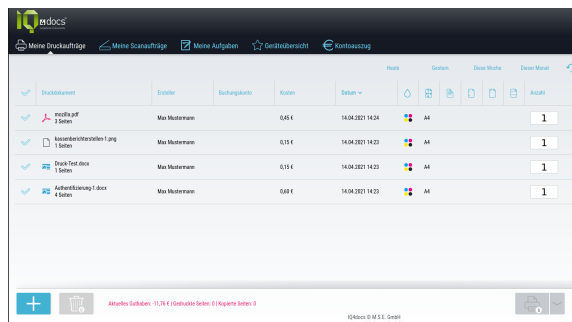 IQ4docs
Meine Druckaufträge Meine Scanaufträge Meine Aufgaben Geräteübersicht Kontoauszug
Heute Gestern Diese Woche Dieser Monat
Druckdokument Ersteller Buchungskonto Kosten Datum Anzahl
mozilla.pdf
3 Seiten Max Mustermann 0,45 € 14.04.2021 14:24 A4 1
kassenberichterstellen-1.png
1 Seiten Max Mustermann 0,15 € 14.04.2021 14:23 A4 1
Druck-Test.docx
1 Seiten Max Mustermann 0,15 € 14.04.2021 14:23 A4 1
Authentifizierung-1.docx
4 Seiten Max Mustermann 0,60 € 14.04.2021 14:23 A4 1
Aktuelles Guthaben: -11,76 € | Gedruckte Seiten: 0 | Kopierte Seiten: 0
IQ4docs © M.S.E. GmbH